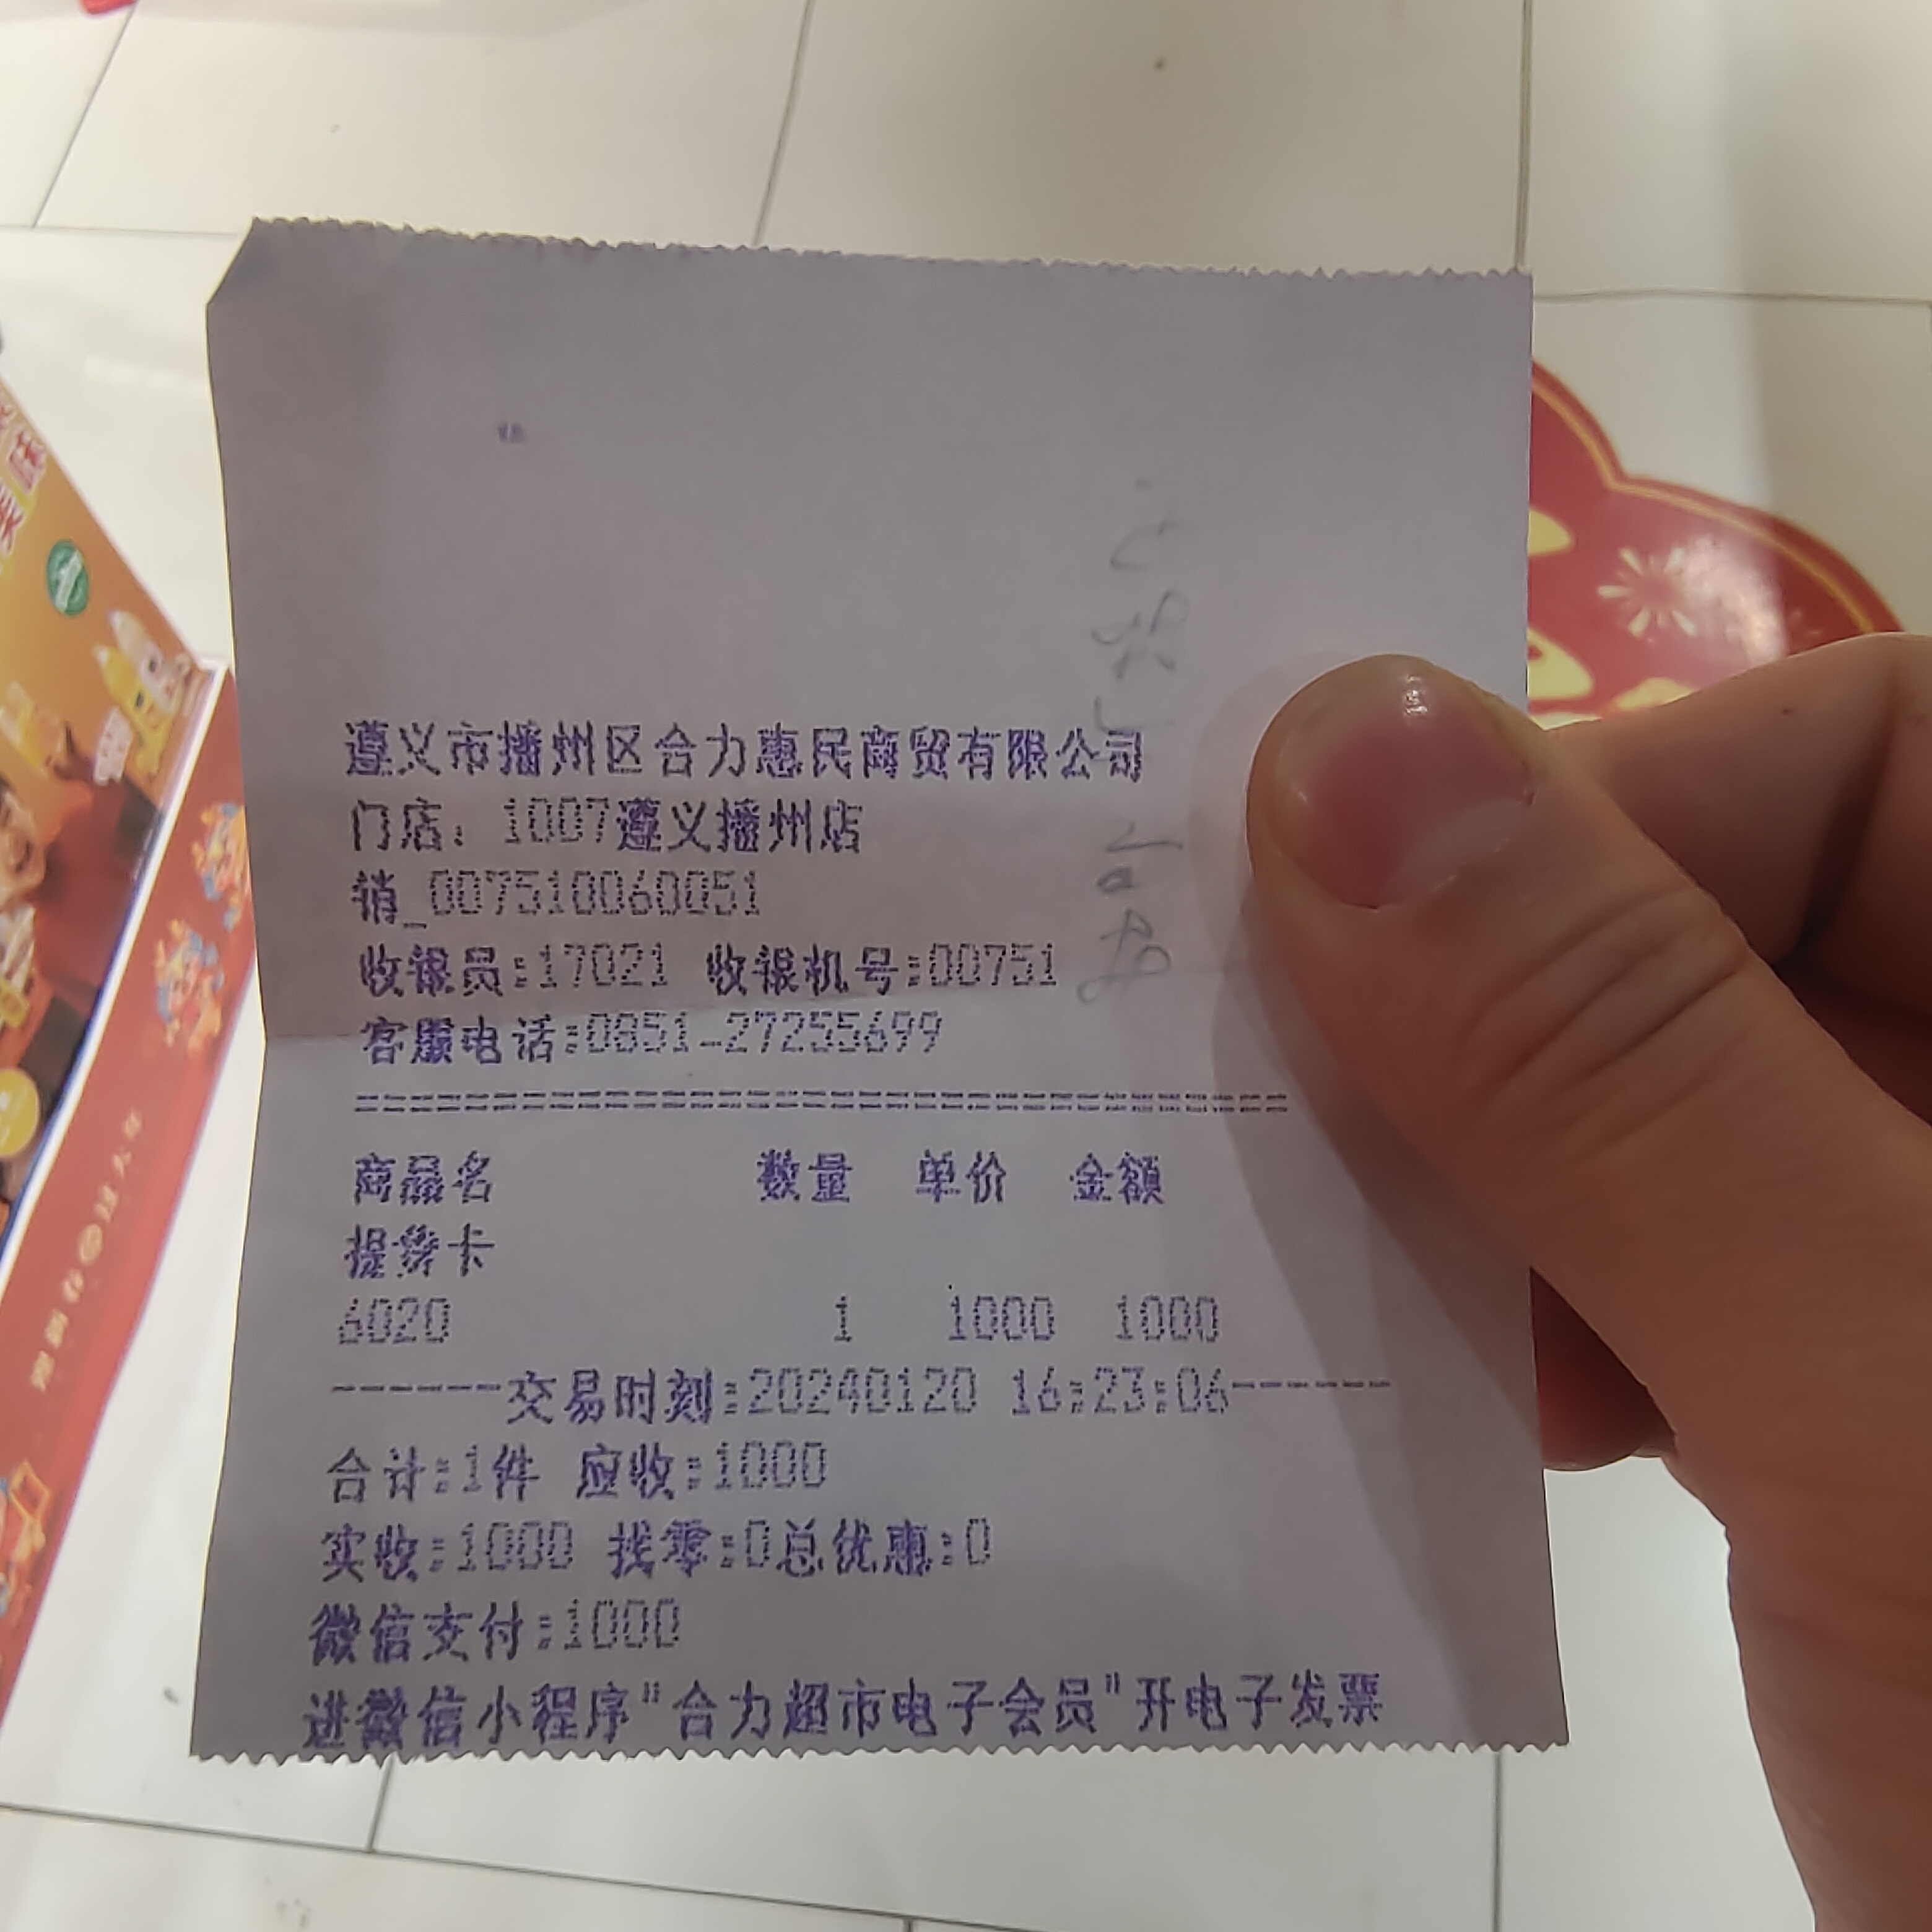 遵义市播州区合力惠民商贸有限公司
门店：1007遵义播州店
销_007510060051
收银员:17021 收银机号:00751
客服电话:0851-27255699
商品名 数量 单价 金额
提货卡
6020 1 1000 1000
------交易时刻:20240120 16:23:06------
合计:1件 应收:1000
实收:1000 找零:0总优惠:0
微信支付:1000
进微信小程序"合力超市电子会员"开电子发票